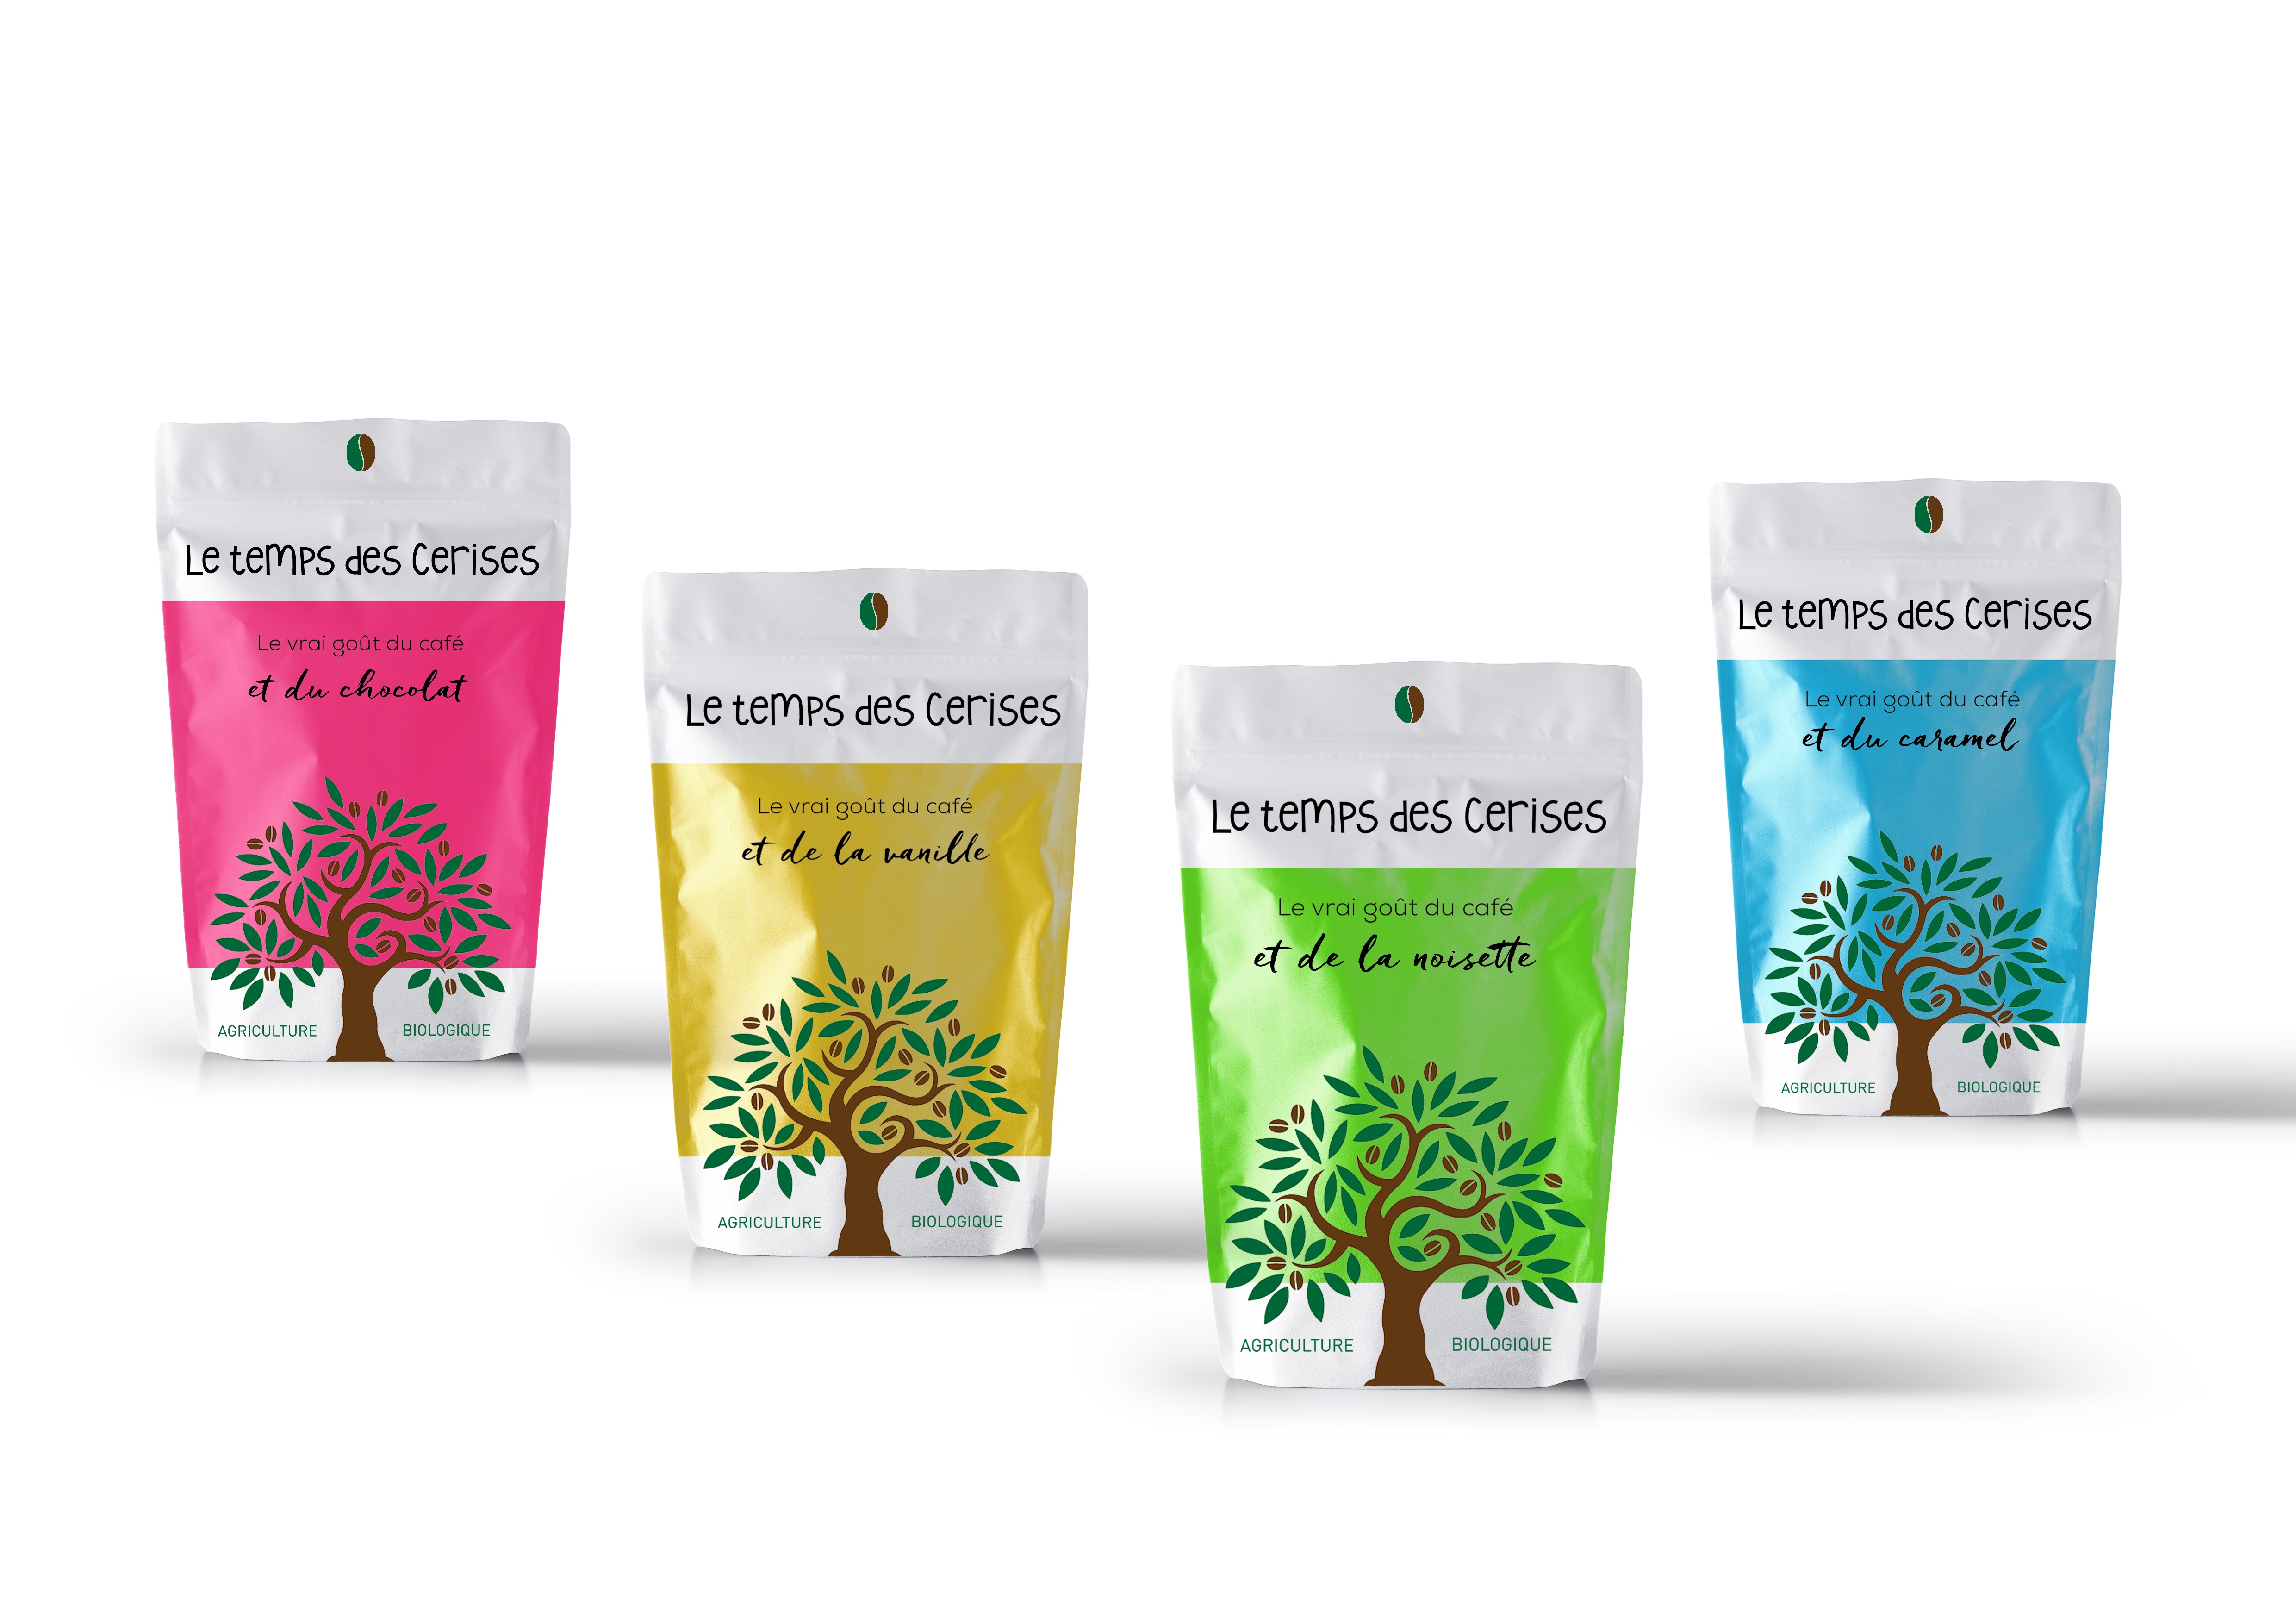 Le temps des Cerises
Le vrai goût du café
et du chocolat
AGRICULTURE BIOLOGIQUE
Le temps des Cerises
Le vrai goût du café
et de la vanille
AGRICULTURE BIOLOGIQUE
Le temps des Cerises
Le vrai goût du café
et de la noisette
AGRICULTURE BIOLOGIQUE
Le temps des Cerises
Le vrai goût du café
et du caramel
AGRICULTURE BIOLOGIQUE